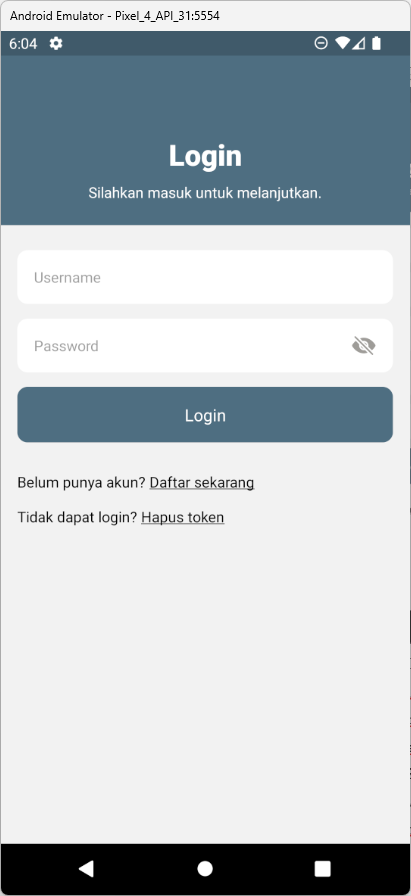 Android Emulator - Pixel_4_API_31:5554
6:04
Login
Silahkan masuk untuk melanjutkan.
Username
Password
Login
Belum punya akun? Daftar sekarang
Tidak dapat login? Hapus token